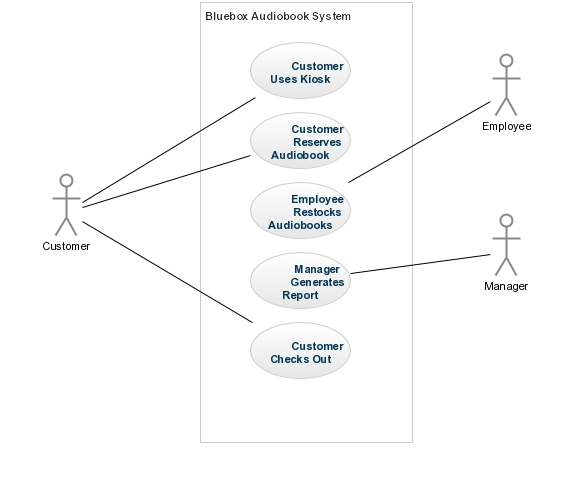 Bluebox Audiobook System
Customer
Uses Kiosk
Customer
Reserves
Audiobook
Employee
Restocks
Audiobooks
Manager
Generates
Report
Customer
Checks Out
Customer
Employee
Manager